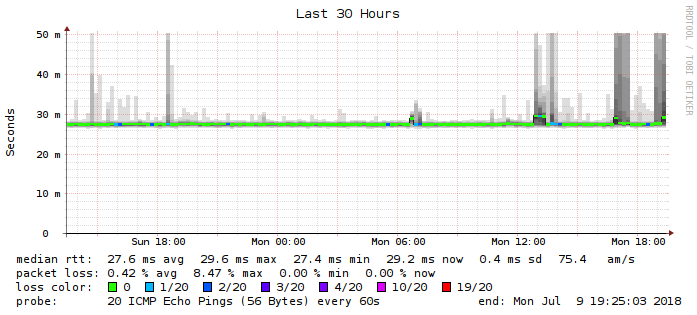 Last 30 Hours
RRDTOOL / TOBI OETIKER
Seconds
50 m
40 m
30 m
20 m
10 m
0
Sun 18:00 Mon 00:00 Mon 06:00 Mon 12:00 Mon 18:00
median rtt: 27.6 ms avg 29.6 ms max 27.4 ms min 29.2 ms now 0.4 ms sd 75.4 am/s
packet loss: 0.42 % avg 8.47 % max 0.00 % min 0.00 % now
loss color: 0 1/20 2/20 3/20 4/20 10/20 19/20
probe: 20 ICMP Echo Pings (56 Bytes) every 60s end: Mon Jul 9 19:25:03 2018